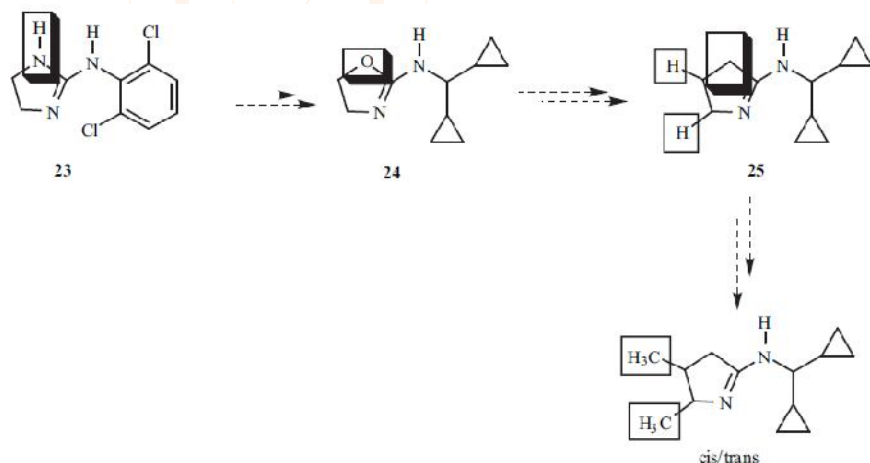 H H Cl
N N
N
Cl
23
H
O N
N
24
H
H N
H N
25
H
H₃C N
H₃C N
cis/trans